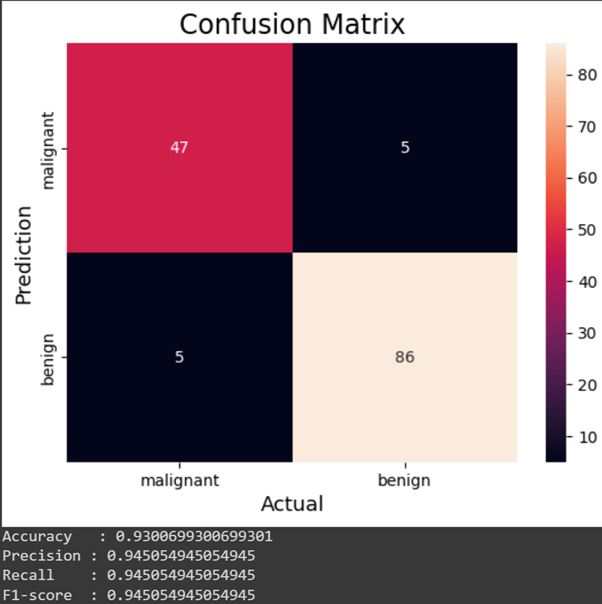 Confusion Matrix
malignant
47
5
80
70
60
50
40
30
20
10
Prediction
benign
5
86
malignant
benign
Actual
Accuracy   : 0.9300699300699301
Precision : 0.945054945054945
Recall    : 0.945054945054945
F1-score  : 0.945054945054945